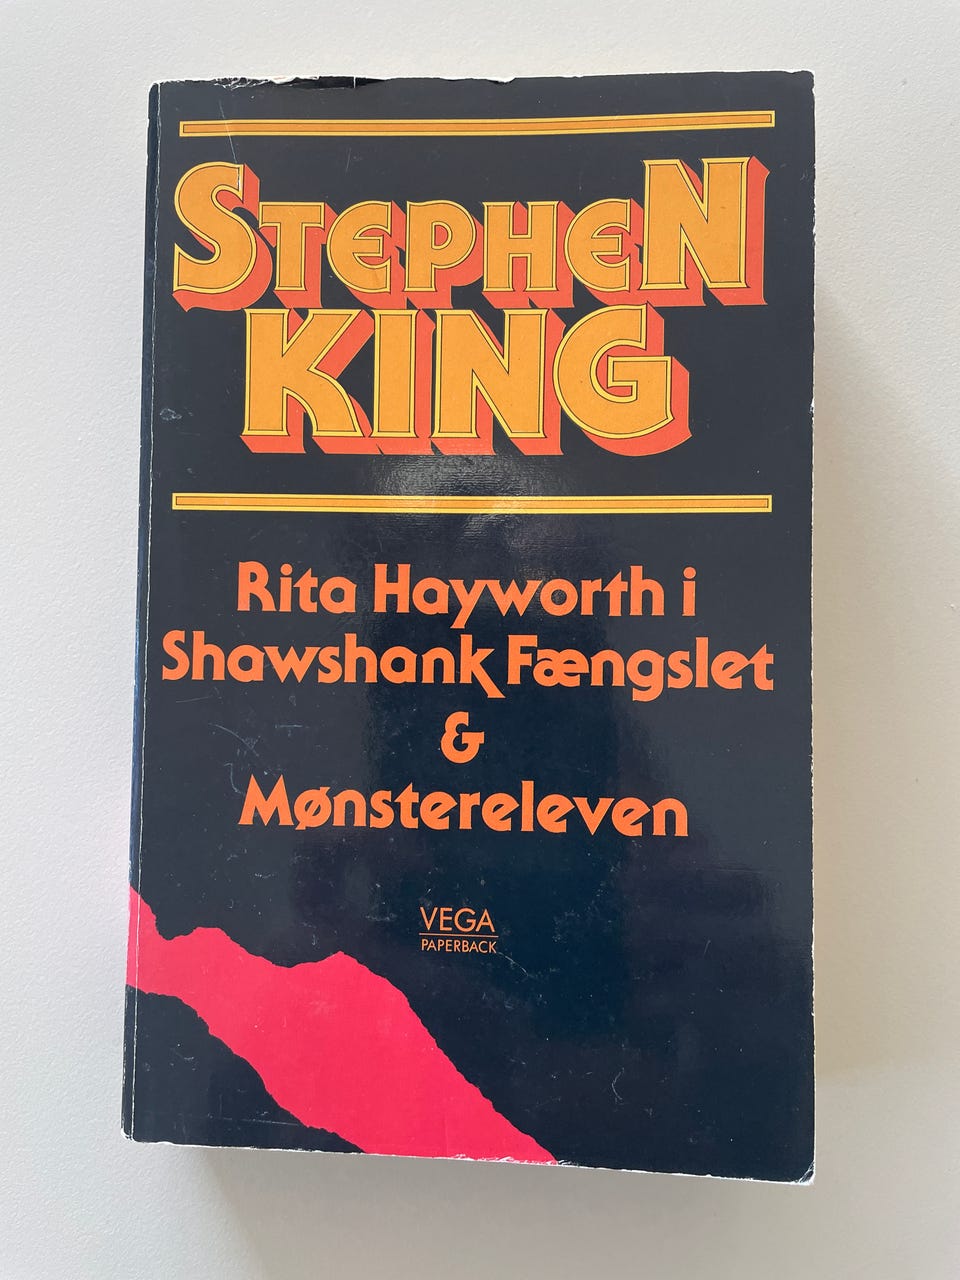 STEPHEN
KING
Rita Hayworth i
Shawshank Fængslet
&
Mønstereleven
VEGA
PAPERBACK